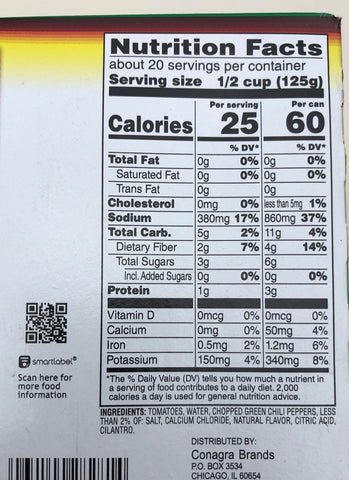 Nutrition Facts
about 20 servings per container
Serving size 1/2 cup (125g)
Per serving Per can
Calories 25 60
% DV* % DV*
Total Fat 0g 0% 0g 0%
Saturated Fat 0g 0% 0g 0%
Trans Fat 0g 0g
Cholesterol 0mg 0% less than 5mg 1%
Sodium 380mg 17% 860mg 37%
Total Carb. 5g 2% 11g 4%
Dietary Fiber 2g 7% 4g 14%
Total Sugars 3g 6g
Incl. Added Sugars 0g 0% 0g 0%
Protein 1g 3g
Vitamin D 0mcg 0% 0mcg 0%
Calcium 0mg 0% 50mg 4%
Iron 0.5mg 2% 1.2mg 6%
Potassium 150mg 4% 340mg 8%
*The % Daily Value (DV) tells you how much a nutrient in
a serving of food contributes to a daily diet. 2,000
calories a day is used for general nutrition advice.
smartlabel
Scan here for
more food
information
INGREDIENTS: TOMATOES, WATER, CHOPPED GREEN CHILI PEPPERS, LESS
THAN 2% OF: SALT, CALCIUM CHLORIDE, NATURAL FLAVOR, CITRIC ACID,
CILANTRO.
DISTRIBUTED BY:
Conagra Brands
P.O. BOX 3534
CHICAGO, IL 60654